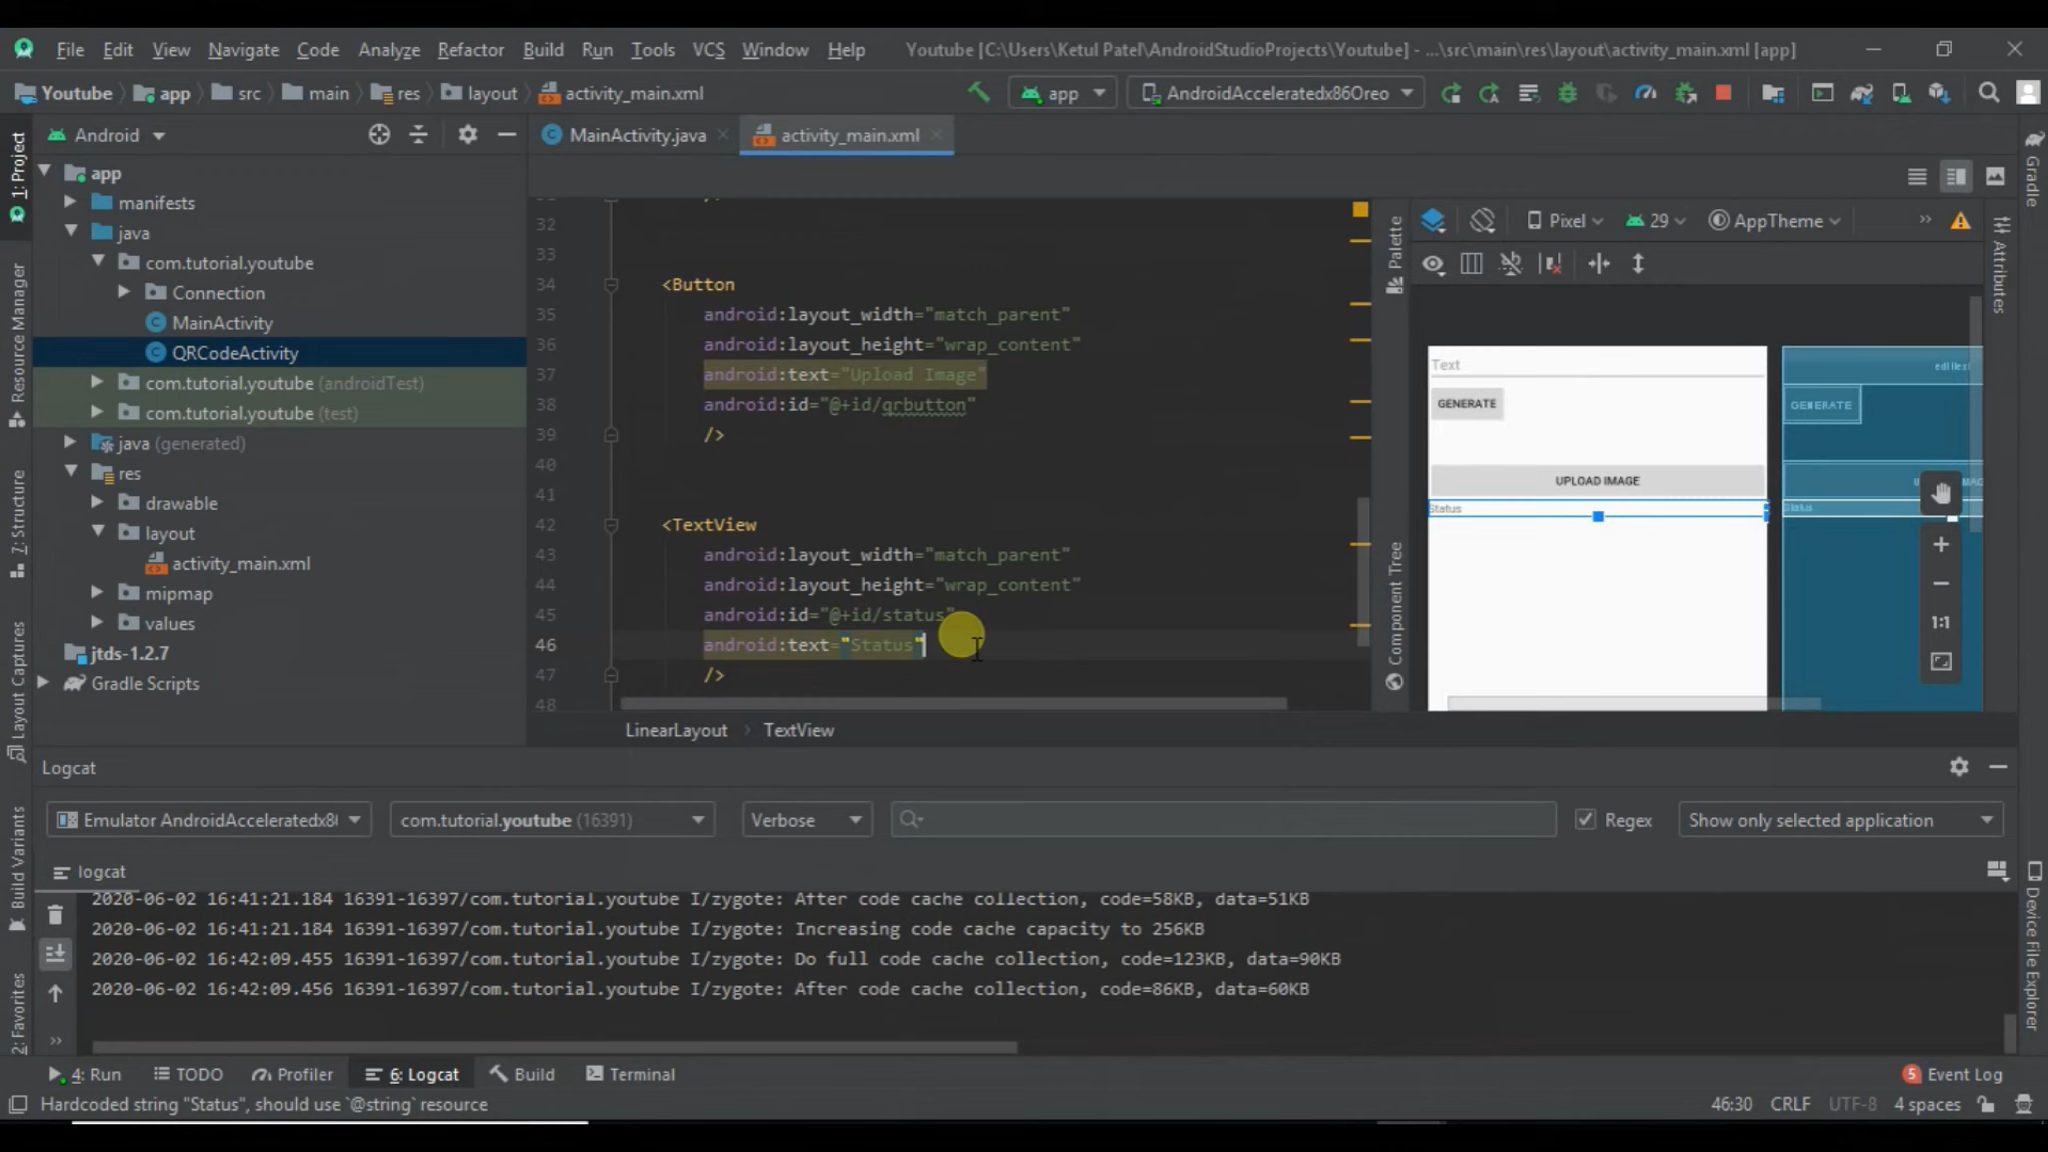 File Edit View Navigate Code Analyze Refactor Build Run Tools VCS Window Help Youtube [C:\Users\Ketul Patel\AndroidStudioProjects\Youtube] - ...\src\main\res\layout\activity_main.xml [app]
Youtube app src main res layout activity_main.xml app AndroidAcceleratedx86Oreo
Android MainActivity.java activity_main.xml
1: Project
Resource Manager
7: Structure
Layout Captures
Build Variants
2: Favorites
app
manifests
java
com.tutorial.youtube
Connection
MainActivity
QRCodeActivity
com.tutorial.youtube (androidTest)
com.tutorial.youtube (test)
java (generated)
res
drawable
layout
activity_main.xml
mipmap
values
jtds-1.2.7
Gradle Scripts
32
33
34 <Button
35 android:layout_width="match_parent"
36 android:layout_height="wrap_content"
37 android:text="Upload Image"
38 android:id="@+id/qrbutton"
39 />
40
41
42 <TextView
43 android:layout_width="match_parent"
44 android:layout_height="wrap_content"
45 android:id="@+id/status"
46 android:text="Status"
47 />
48
LinearLayout TextView
Palette
Component Tree
Pixel 29 AppTheme
Text
GENERATE
UPLOAD IMAGE
Status
GENERATE
Status
1:1
Gradle
Attributes
Device File Explorer
Logcat
Emulator AndroidAcceleratedx8 com.tutorial.youtube (16391) Verbose Regex Show only selected application
logcat
2020-06-02 16:41:21.184 16391-16397/com.tutorial.youtube I/zygote: After code cache collection, code=58KB, data=51KB
2020-06-02 16:41:21.184 16391-16397/com.tutorial.youtube I/zygote: Increasing code cache capacity to 256KB
2020-06-02 16:42:09.455 16391-16397/com.tutorial.youtube I/zygote: Do full code cache collection, code=123KB, data=90KB
2020-06-02 16:42:09.456 16391-16397/com.tutorial.youtube I/zygote: After code cache collection, code=86KB, data=60KB
4: Run TODO Profiler 6: Logcat Build Terminal 5 Event Log
Hardcoded string "Status", should use `@string` resource 46:30 CRLF UTF-8 4 spaces